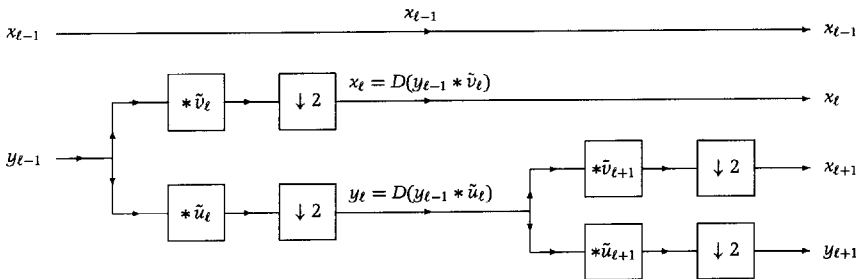 x_{ℓ−1}
x_{ℓ−1} x_{ℓ−1}
* ṽ_ℓ ↓ 2 x_ℓ = D(y_{ℓ−1} * ṽ_ℓ) x_ℓ
y_{ℓ−1}
* ṽ_{ℓ+1} ↓ 2 x_{ℓ+1}
* ũ_ℓ ↓ 2 y_ℓ = D(y_{ℓ−1} * ũ_ℓ)
* ũ_{ℓ+1} ↓ 2 y_{ℓ+1}